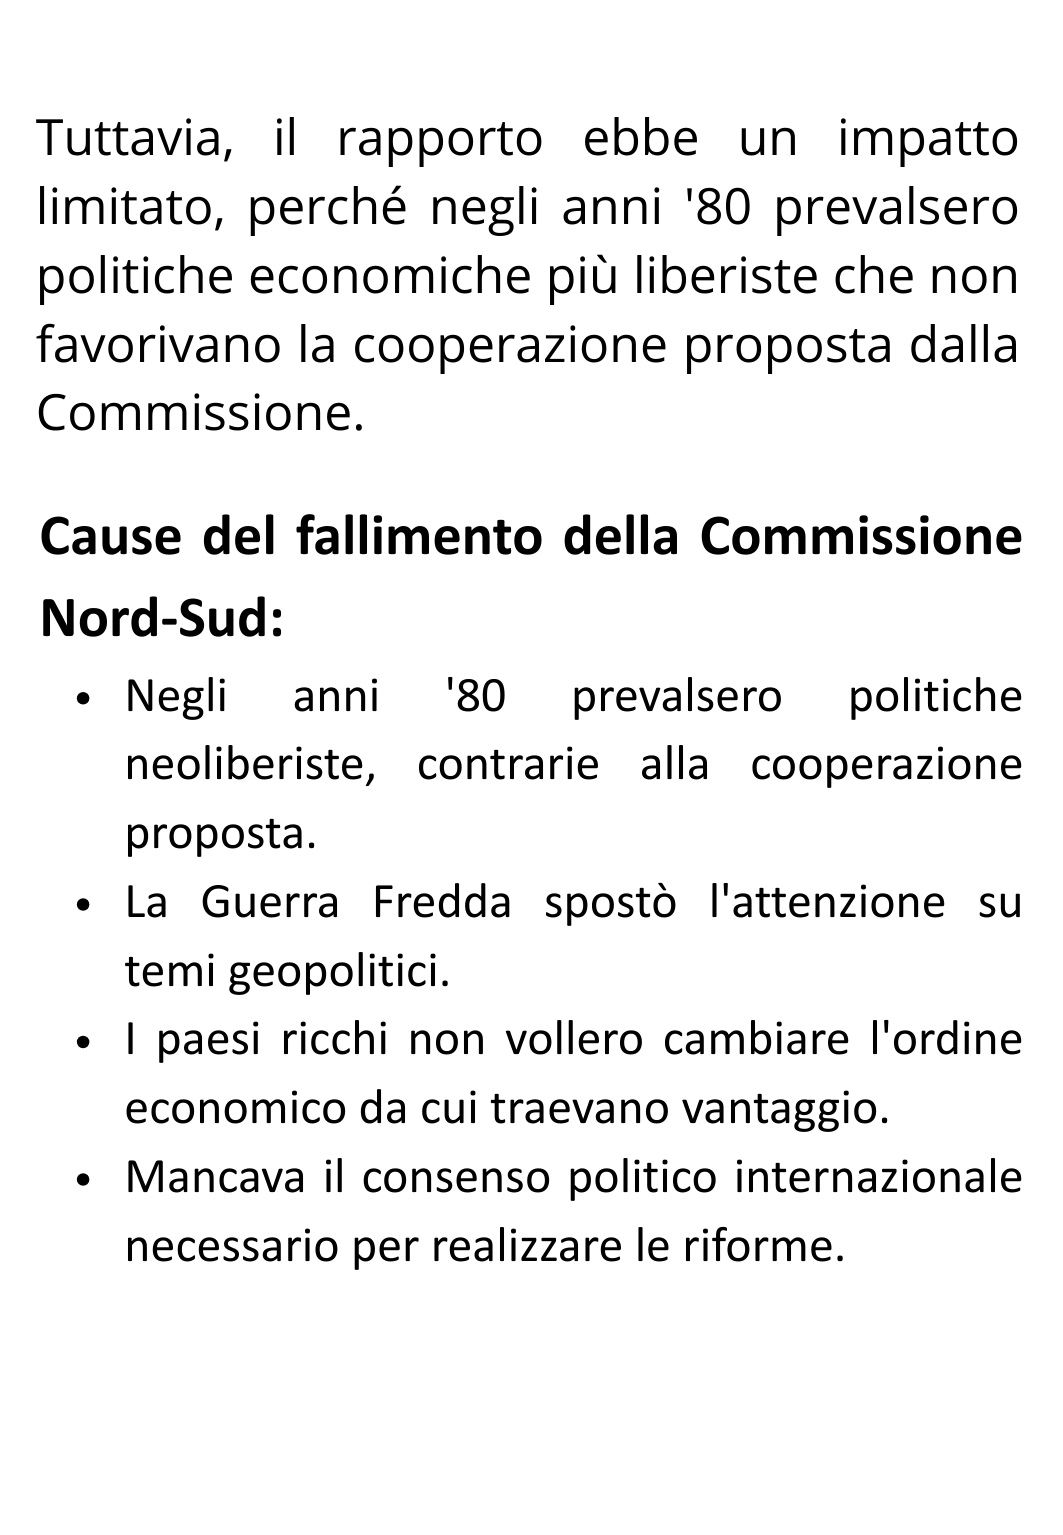 Tuttavia, il rapporto ebbe un impatto
limitato, perché negli anni '80 prevalsero
politiche economiche più liberiste che non
favorivano la cooperazione proposta dalla
Commissione.
Cause del fallimento della Commissione
Nord-Sud:
• Negli anni '80 prevalsero politiche
neoliberiste, contrarie alla cooperazione
proposta.
• La Guerra Fredda spostò l'attenzione su
temi geopolitici.
• I paesi ricchi non vollero cambiare l'ordine
economico da cui traevano vantaggio.
• Mancava il consenso politico internazionale
necessario per realizzare le riforme.